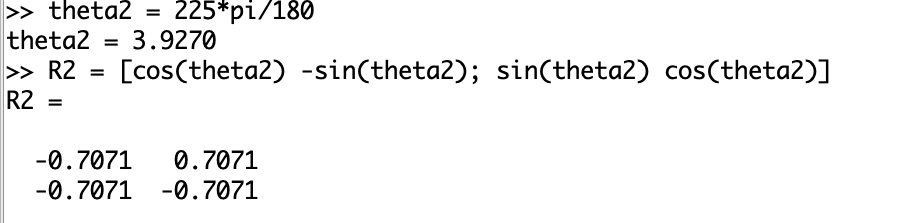 >> theta2 = 225*pi/180
theta2 = 3.9270
>> R2 = [cos(theta2) -sin(theta2); sin(theta2) cos(theta2)]
R2 =
-0.7071 0.7071
-0.7071 -0.7071